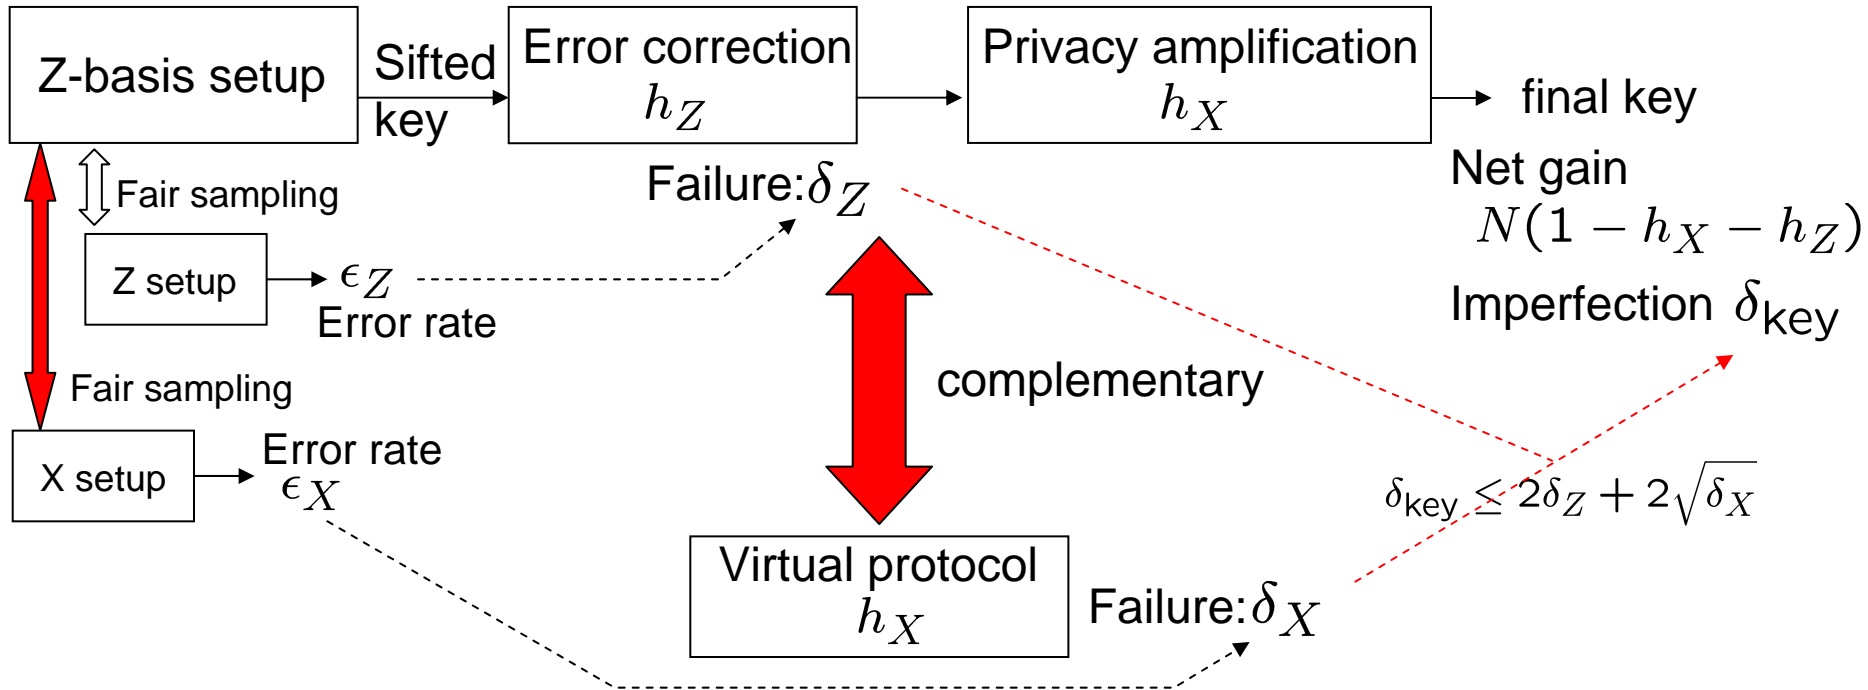 Z-basis setup
Sifted
key
Error correction
h_Z
Privacy amplification
h_X
final key
Net gain
N(1 − h_X − h_Z)
Imperfection δ_key
Fair sampling
Failure:δ_Z
Z setup
ϵ_Z
Error rate
complementary
Fair sampling
X setup
Error rate
ϵ_X
δ_key ≤ 2δ_Z + 2√δ_X
Virtual protocol
h_X
Failure:δ_X